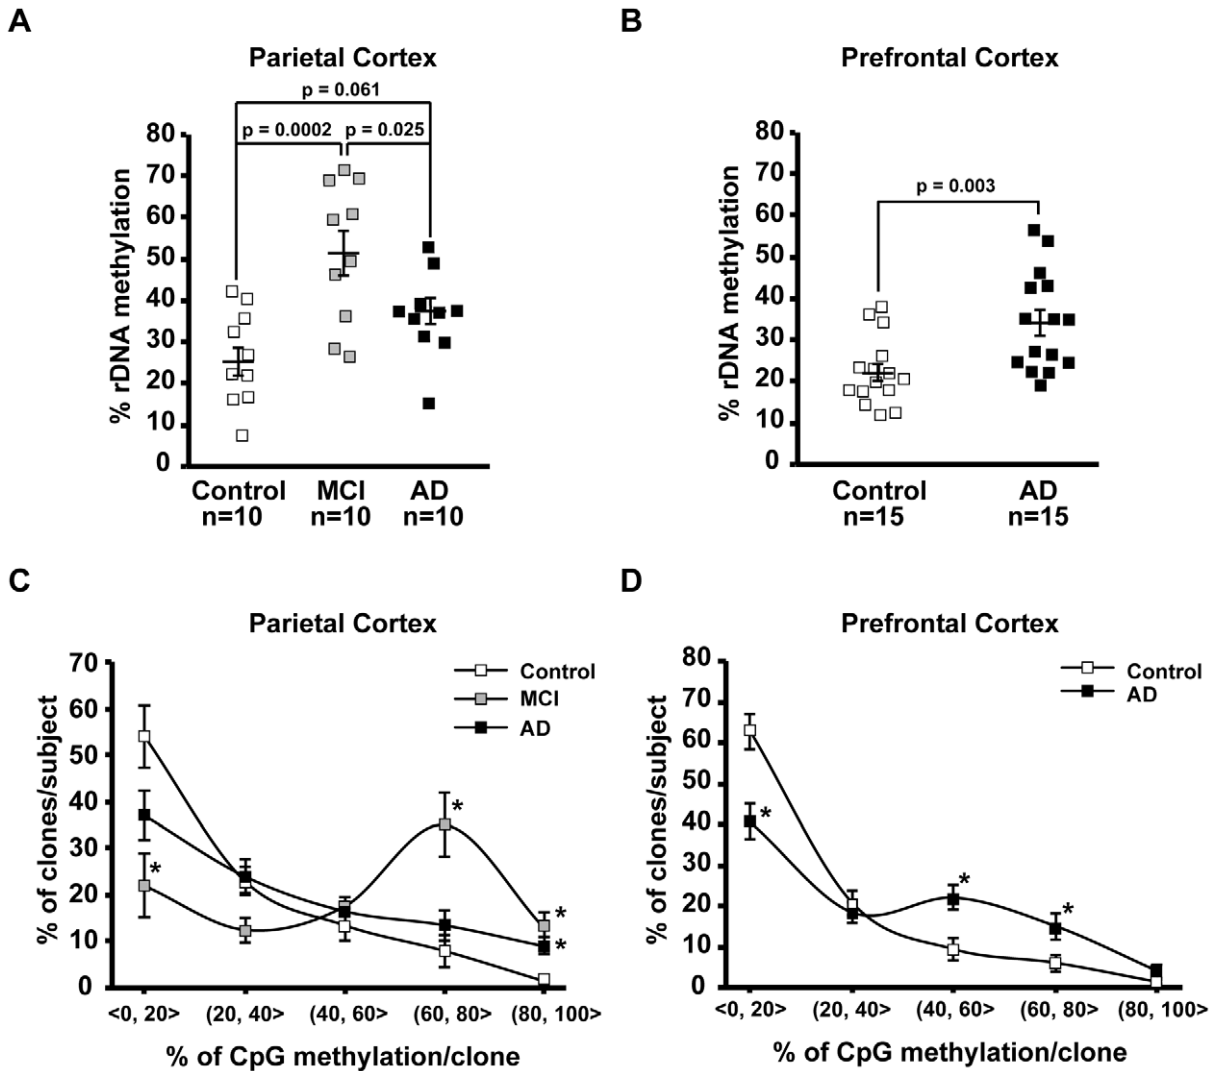 A
Parietal Cortex
p = 0.061
p = 0.0002
p = 0.025
% rDNA methylation
80
70
60
50
40
30
20
10
0
Control
n=10
MCI
n=10
AD
n=10
B
Prefrontal Cortex
p = 0.003
% rDNA methylation
80
70
60
50
40
30
20
10
0
Control
n=15
AD
n=15
C
Parietal Cortex
Control
MCI
AD
% of clones/subject
70
60
50
40
30
20
10
0
*
*
*
*
<0, 20>
(20, 40>
(40, 60>
(60, 80>
(80, 100>
% of CpG methylation/clone
D
Prefrontal Cortex
Control
AD
% of clones/subject
80
70
60
50
40
30
20
10
0
*
*
*
<0, 20>
(20, 40>
(40, 60>
(60, 80>
(80, 100>
% of CpG methylation/clone